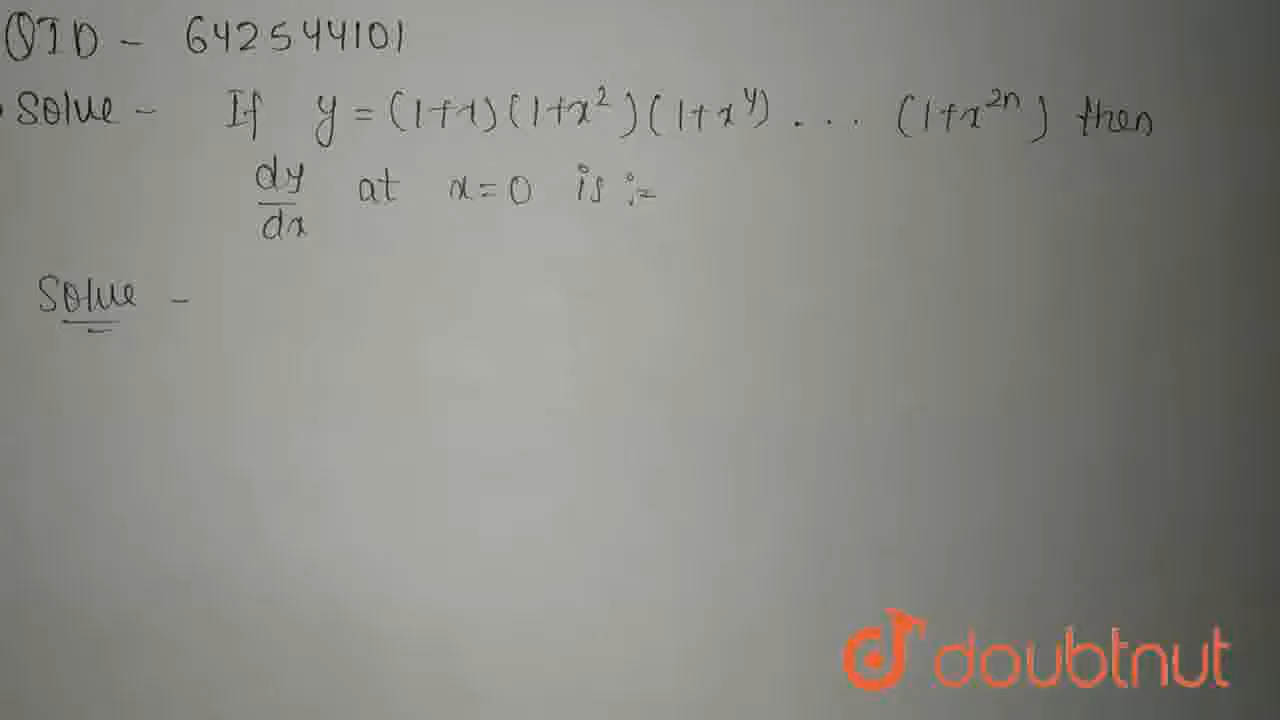 QID - 642544101
Solve - If y = (1+x)(1+x²)(1+x⁴) . ... (1+x²ⁿ) then
dy/dx at x=0 is :-
Solve -
doubtnut